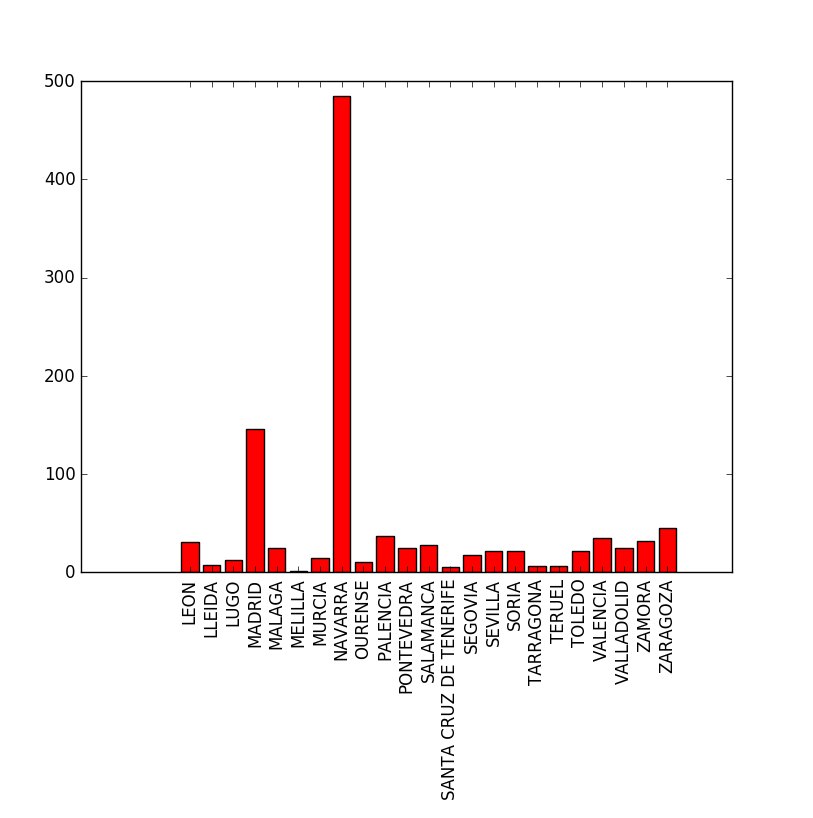 500
400
300
200
100
0
LEON
LLEIDA
LUGO
MADRID
MALAGA
MELILLA
MURCIA
NAVARRA
OURENSE
PALENCIA
PONTEVEDRA
SALAMANCA
SANTA CRUZ DE TENERIFE
SEGOVIA
SEVILLA
SORIA
TARRAGONA
TERUEL
TOLEDO
VALENCIA
VALLADOLID
ZAMORA
ZARAGOZA